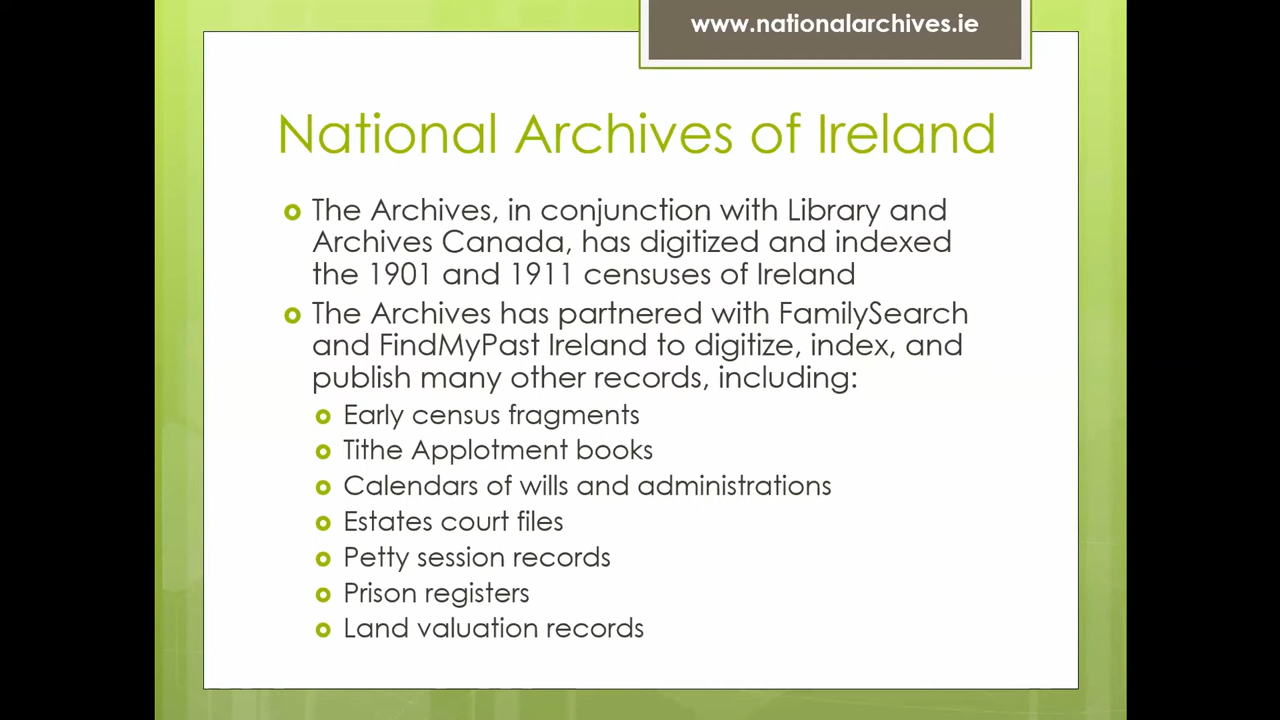 www.nationalarchives.ie
National Archives of Ireland
The Archives, in conjunction with Library and
Archives Canada, has digitized and indexed
the 1901 and 1911 censuses of Ireland
The Archives has partnered with FamilySearch
and FindMyPast Ireland to digitize, index, and
publish many other records, including:
Early census fragments
Tithe Applotment books
Calendars of wills and administrations
Estates court files
Petty session records
Prison registers
Land valuation records